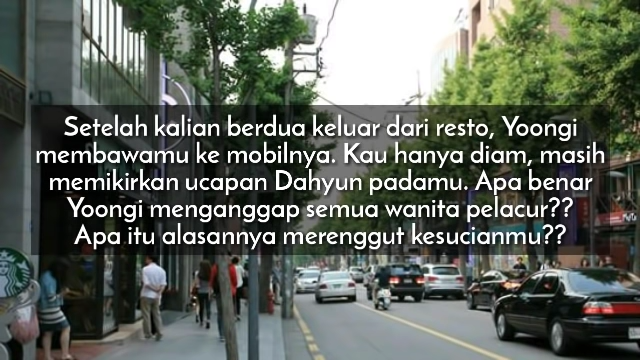 Setelah kalian berdua keluar dari resto, Yoongi
membawamu ke mobilnya. Kau hanya diam, masih
memikirkan ucapan Dahyun padamu. Apa benar
Yoongi menganggap semua wanita pelacur??
Apa itu alasannya merenggut kesucianmu??